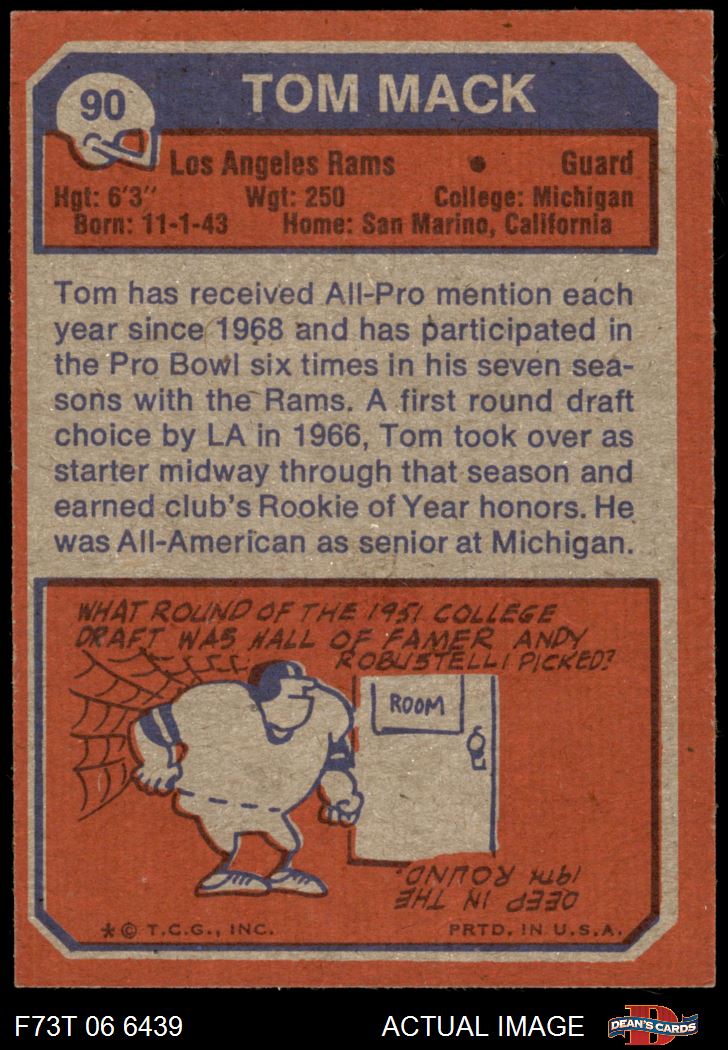 90
TOM MACK
Los Angeles Rams • Guard
Hgt: 6'3" Wgt: 250 College: Michigan
Born: 11-1-43 Home: San Marino, California
Tom has received All-Pro mention each
year since 1968 and has participated in
the Pro Bowl six times in his seven sea-
sons with the Rams. A first round draft
choice by LA in 1966, Tom took over as
starter midway through that season and
earned club's Rookie of Year honors. He
was All-American as senior at Michigan.
WHAT ROUND OF THE 1951 COLLEGE
DRAFT WAS HALL OF FAMER ANDY
ROBUSTELLI PICKED?
ROOM
DEEP IN THE
19TH ROUND.
* © T.C.G., INC. PRTD. IN U.S.A.
F73T 06 6439 ACTUAL IMAGE
D
DEAN'S CARDS